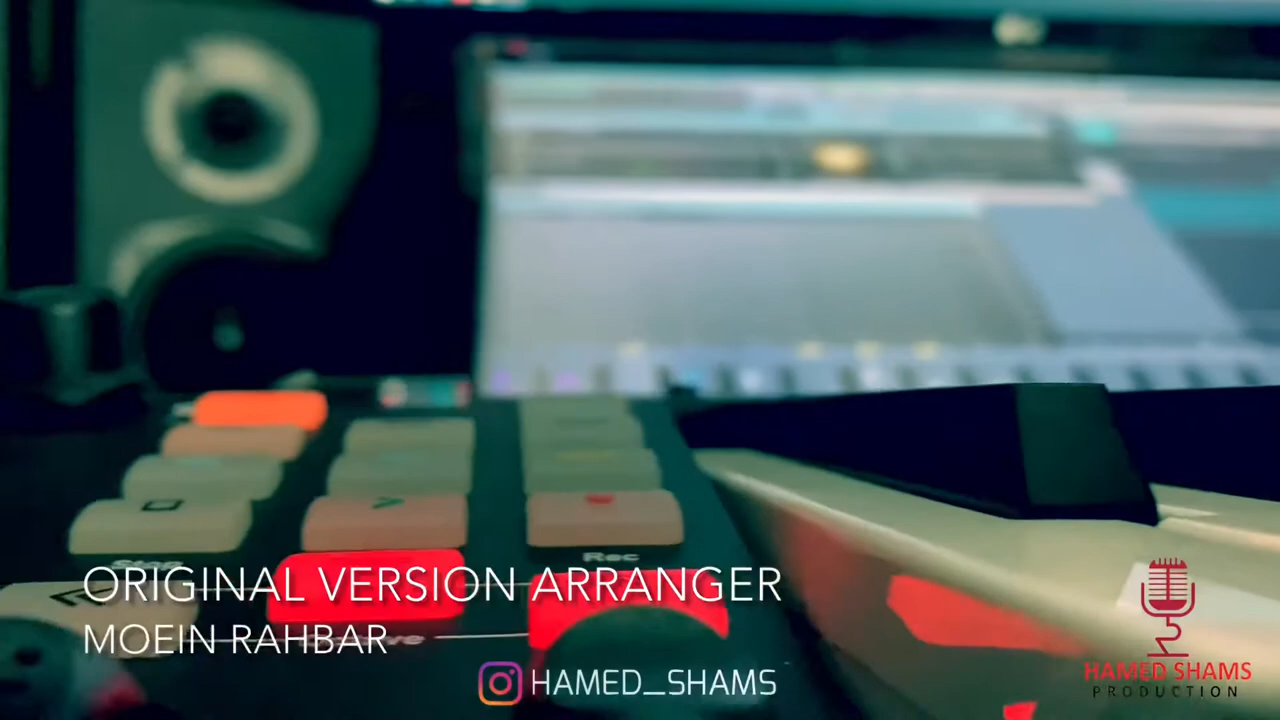 Rec
ORIGINAL VERSION ARRANGER
MOEIN RAHBAR
HAMED_SHAMS
HAMED SHAMS
PRODUCTION